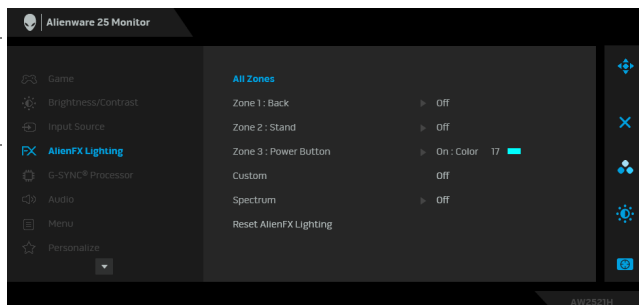 Alienware 25 Monitor
Game
Brightness/Contrast
Input Source
FX AlienFX Lighting
G-SYNC® Processor
Audio
Menu
Personalize
All Zones
Zone 1 : Back Off
Zone 2 : Stand Off
Zone 3 : Power Button On : Color 17
Custom Off
Spectrum Off
Reset AlienFX Lighting
AW2521H